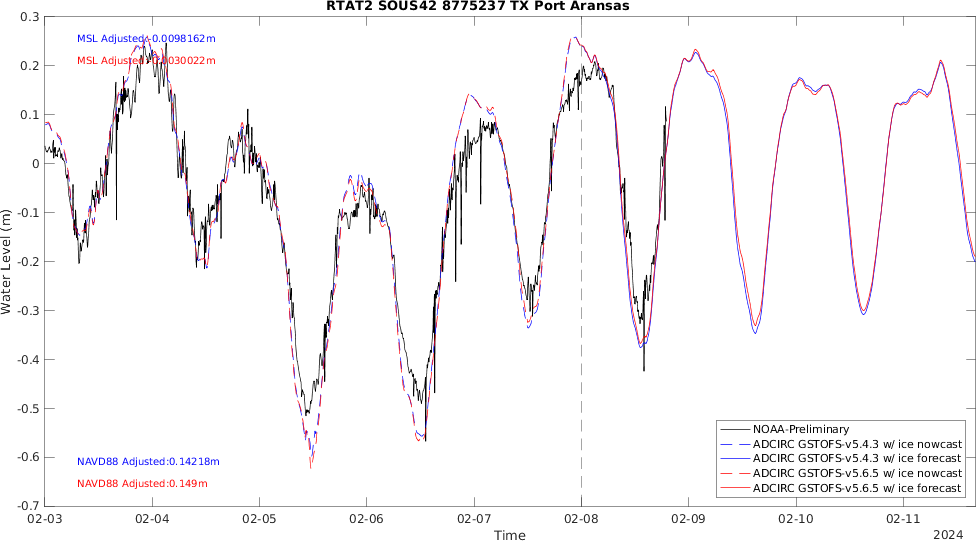 RTAT2 SOUS42 8775237 TX Port Aransas
0.3
0.2
0.1
0
-0.1
-0.2
-0.3
-0.4
-0.5
-0.6
-0.7
Water Level (m)
MSL Adjusted:-0.0098162m
MSL Adjusted:-0.0030022m
NAVD88 Adjusted:0.14218m
NAVD88 Adjusted:0.149m
NOAA-Preliminary
ADCIRC GSTOFS-v5.4.3 w/ ice nowcast
ADCIRC GSTOFS-v5.4.3 w/ ice forecast
ADCIRC GSTOFS-v5.6.5 w/ ice nowcast
ADCIRC GSTOFS-v5.6.5 w/ ice forecast
02-03 02-04 02-05 02-06 02-07 02-08 02-09 02-10 02-11
Time
2024